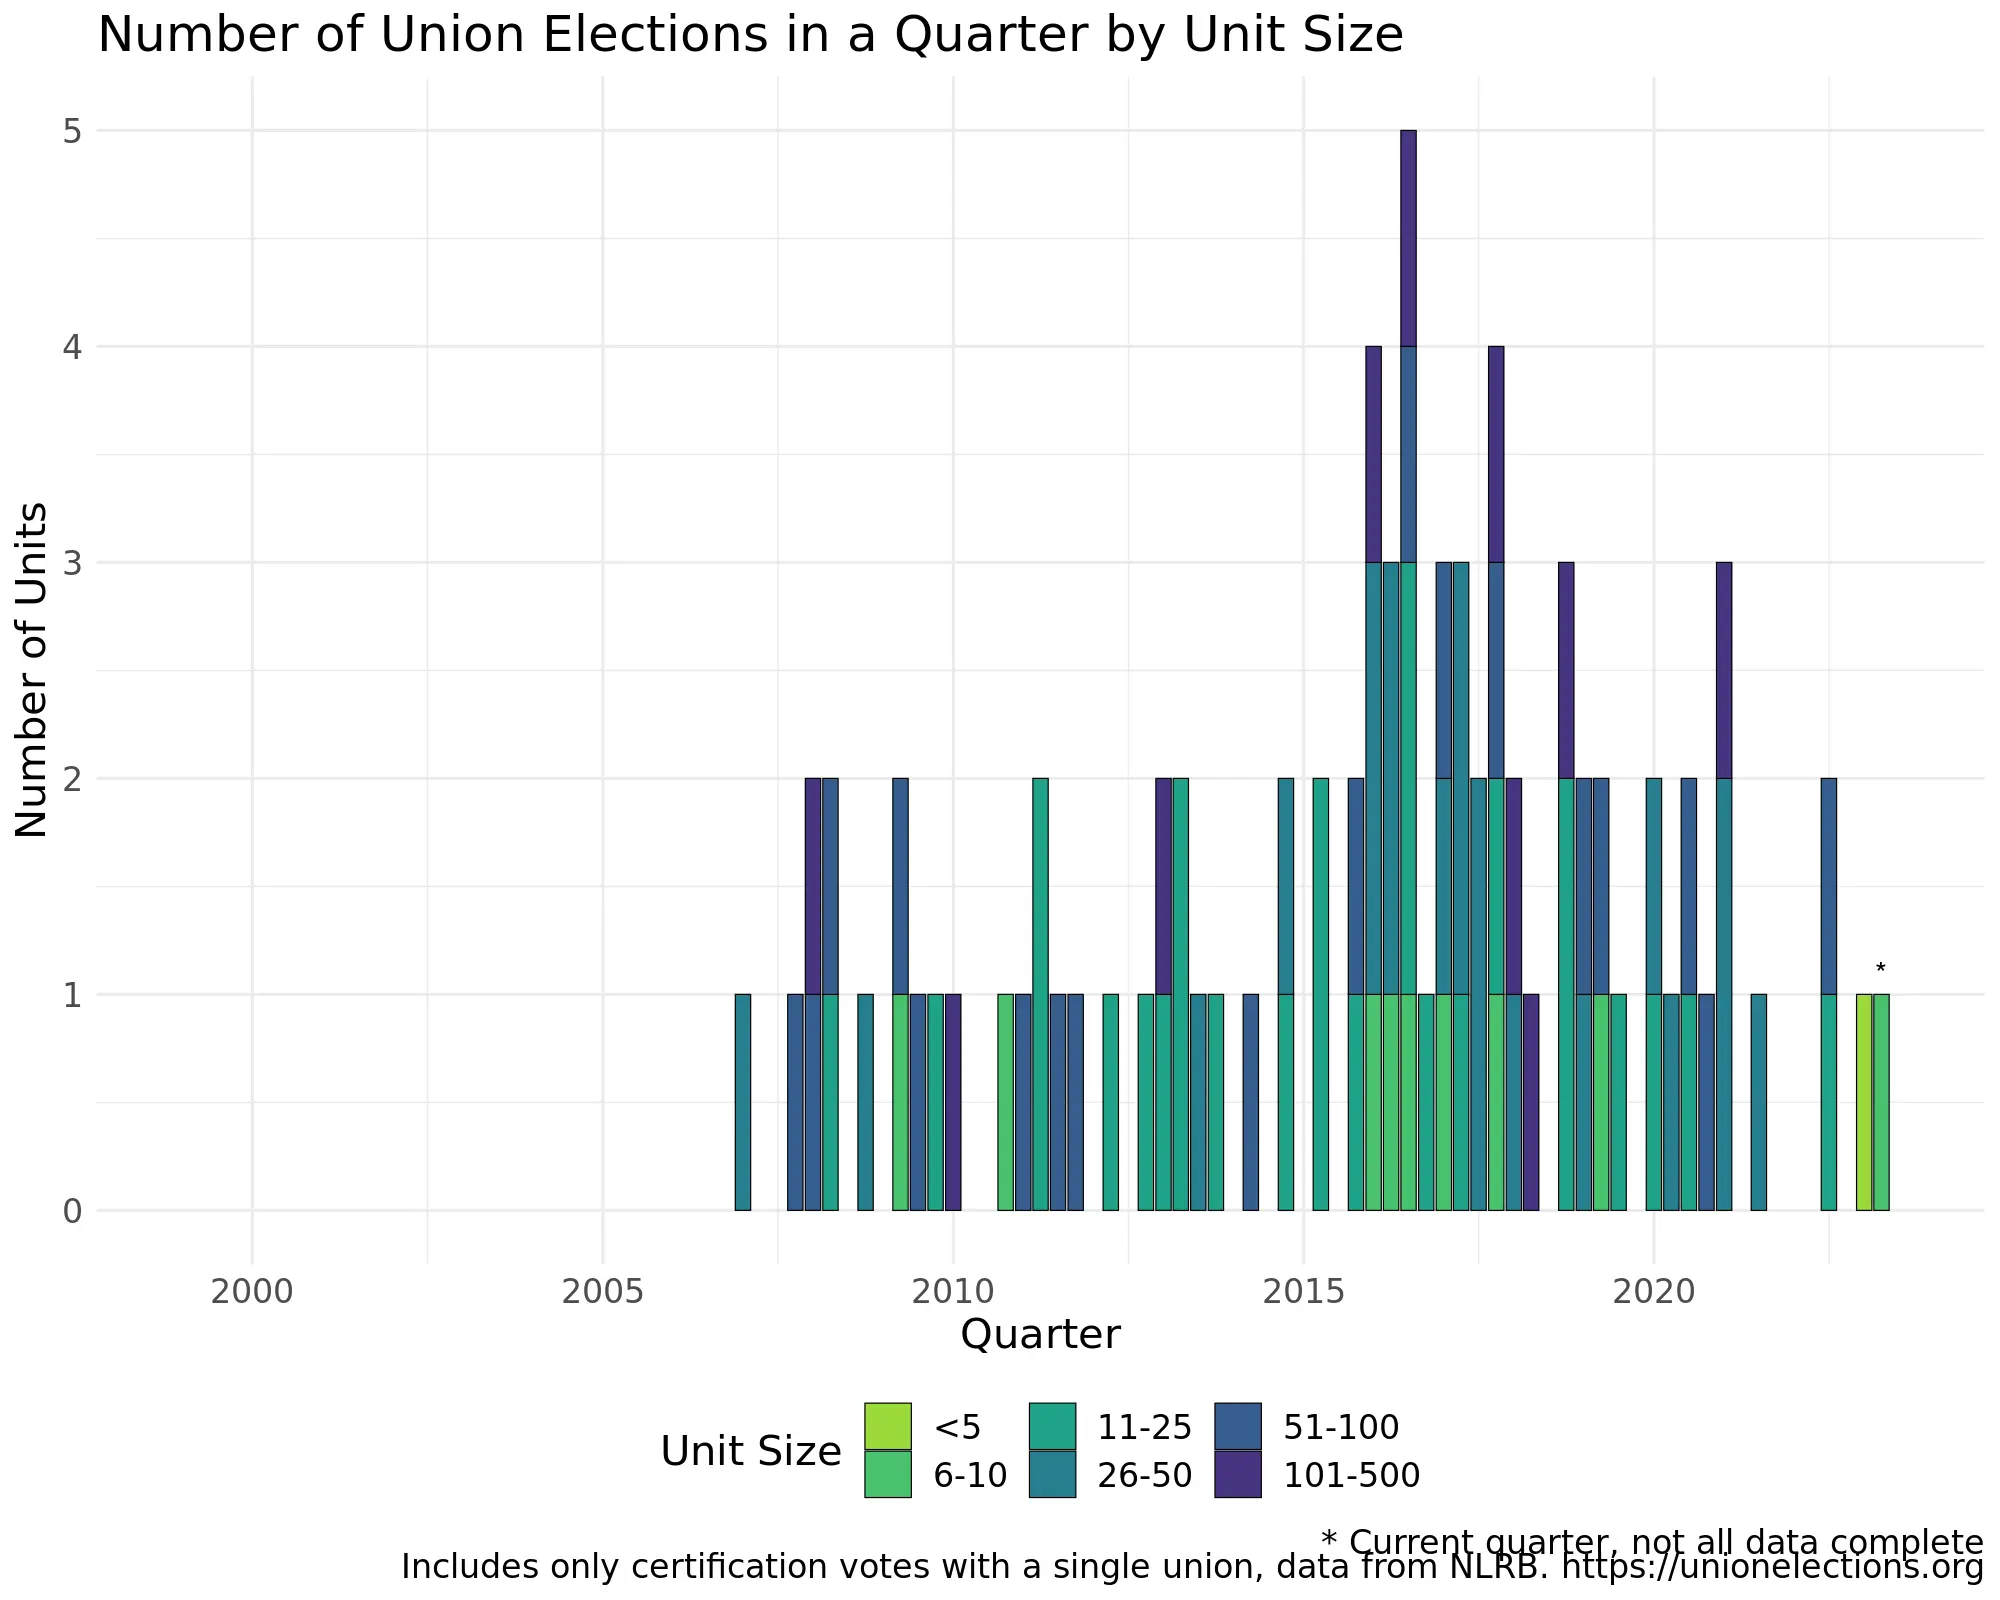 Number of Union Elections in a Quarter by Unit Size
Number of Units
5
4
3
2
1
0
*
2000 2005 2010 2015 2020
Quarter
Unit Size
<5 11-25 51-100
6-10 26-50 101-500
* Current quarter, not all data complete
Includes only certification votes with a single union, data from NLRB. https://unionelections.org